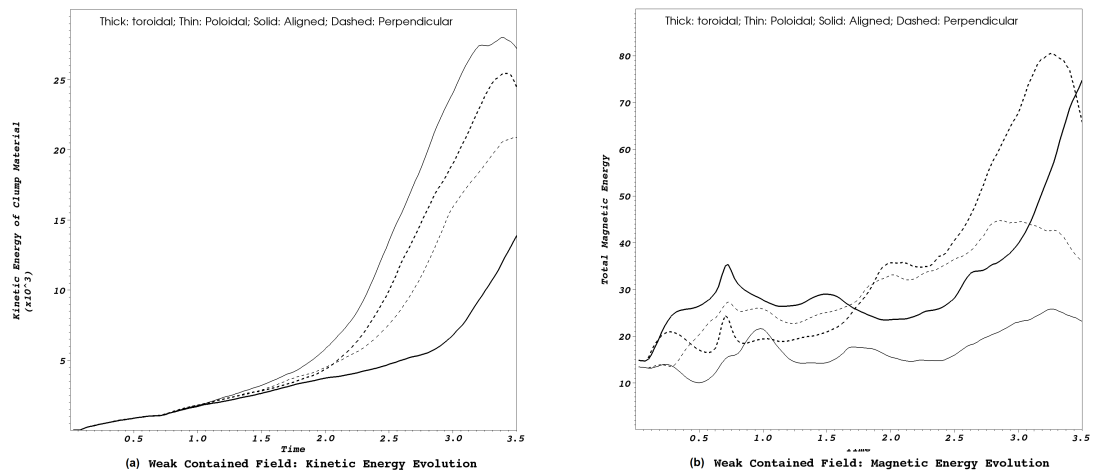 Thick: toroidal; Thin: Poloidal; Solid: Aligned; Dashed: Perpendicular
25
20
15
10
5
Kinetic Energy of Clump Material
(x10^3)
0.5 1.0 1.5 2.0 2.5 3.0 3.5
Time
(a) Weak Contained Field: Kinetic Energy Evolution
Thick: toroidal; Thin: Poloidal; Solid: Aligned; Dashed: Perpendicular
80
70
60
50
40
30
20
10
Total Magnetic Energy
0.5 1.0 1.5 2.0 2.5 3.0 3.5
(b) Weak Contained Field: Magnetic Energy Evolution